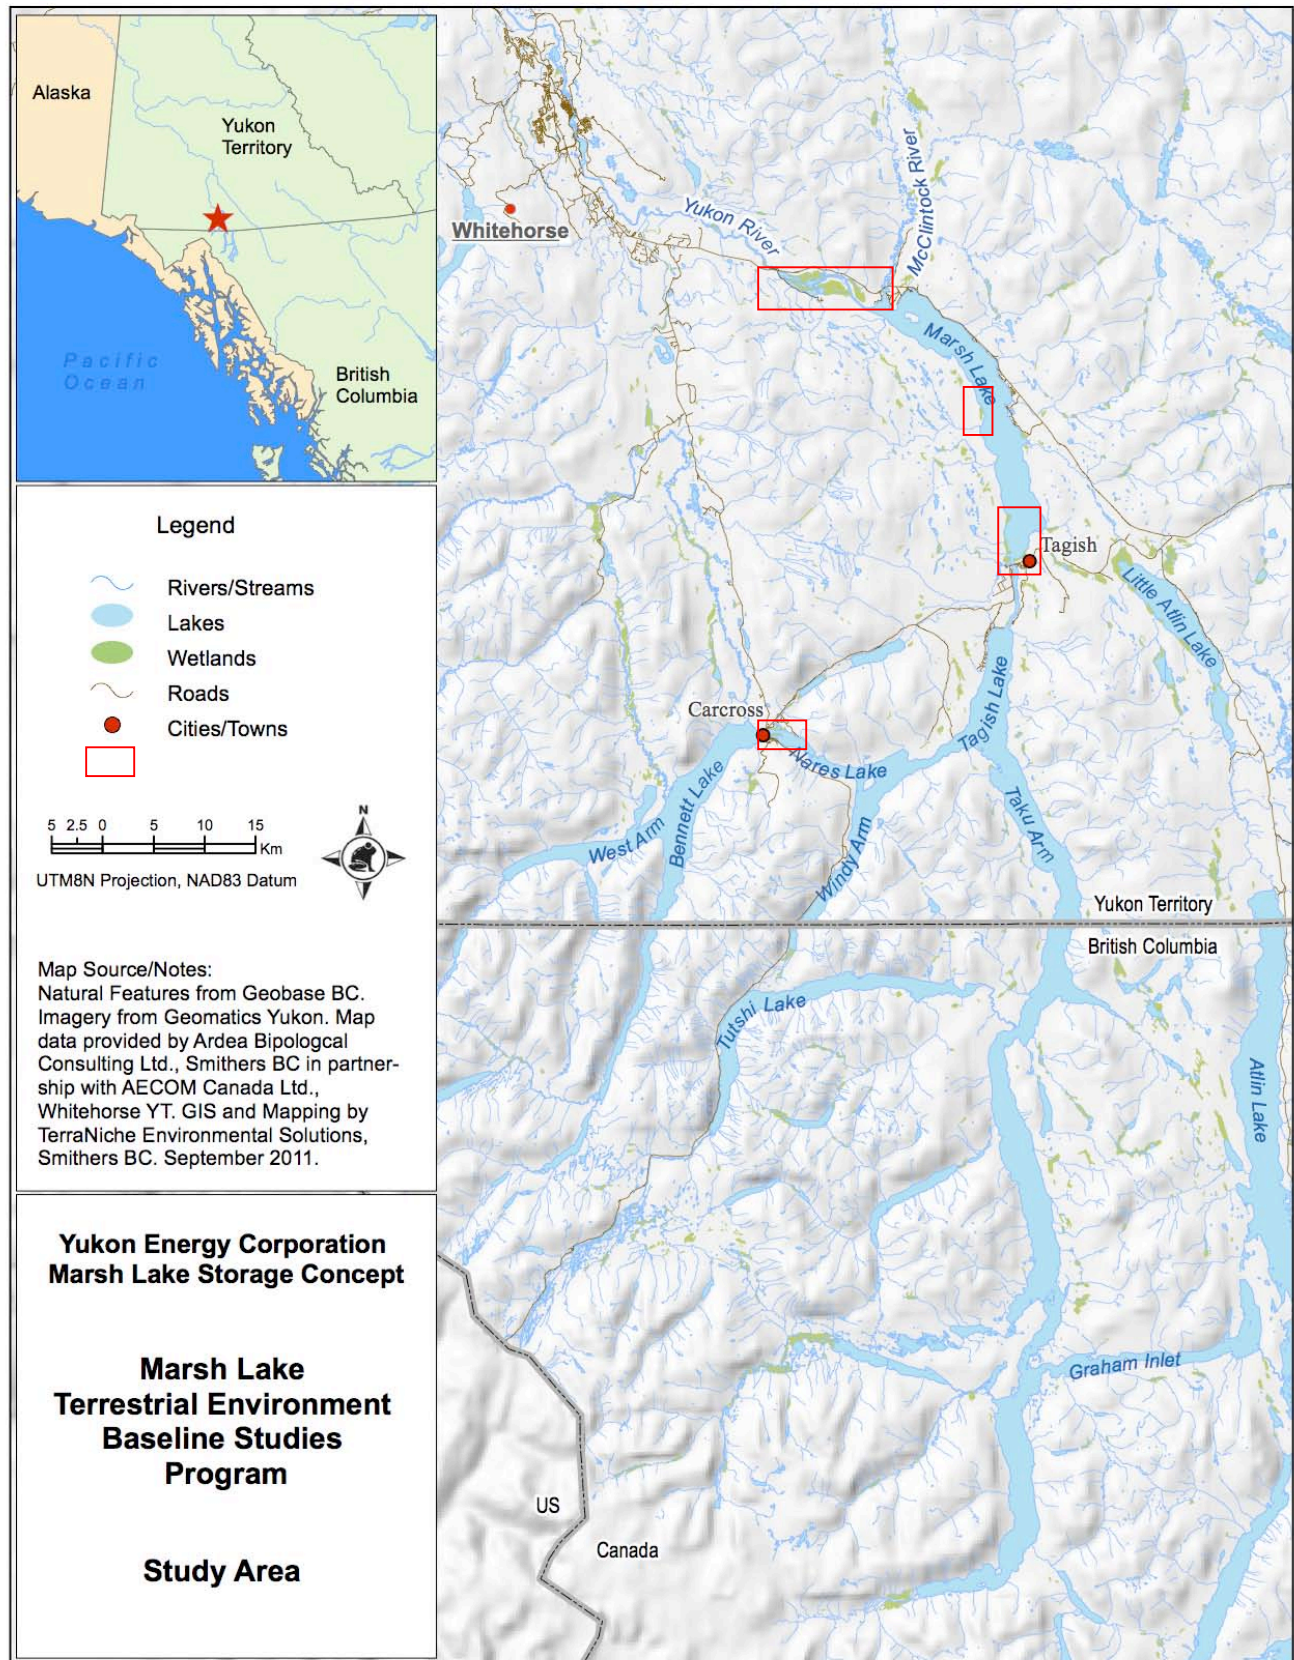 Alaska
Yukon
Territory
Pacific
Ocean
British
Columbia
Legend
Rivers/Streams
Lakes
Wetlands
Roads
Cities/Towns
5 2.5 0 5 10 15
Km
N
UTM8N Projection, NAD83 Datum
Map Source/Notes:
Natural Features from Geobase BC.
Imagery from Geomatics Yukon. Map
data provided by Ardea Bipologcal
Consulting Ltd., Smithers BC in partner-
ship with AECOM Canada Ltd.,
Whitehorse YT. GIS and Mapping by
TerraNiche Environmental Solutions,
Smithers BC. September 2011.
Yukon Energy Corporation
Marsh Lake Storage Concept
Marsh Lake
Terrestrial Environment
Baseline Studies
Program
Study Area
Whitehorse
Yukon River
McClintock River
Marsh Lake
Tagish
Little Atlin Lake
Carcross
Tagish Lake
Nares Lake
Bennett Lake
West Arm
Windy Arm
Taku Arm
Yukon Territory
British Columbia
Tutshi Lake
Atlin Lake
Graham Inlet
US
Canada